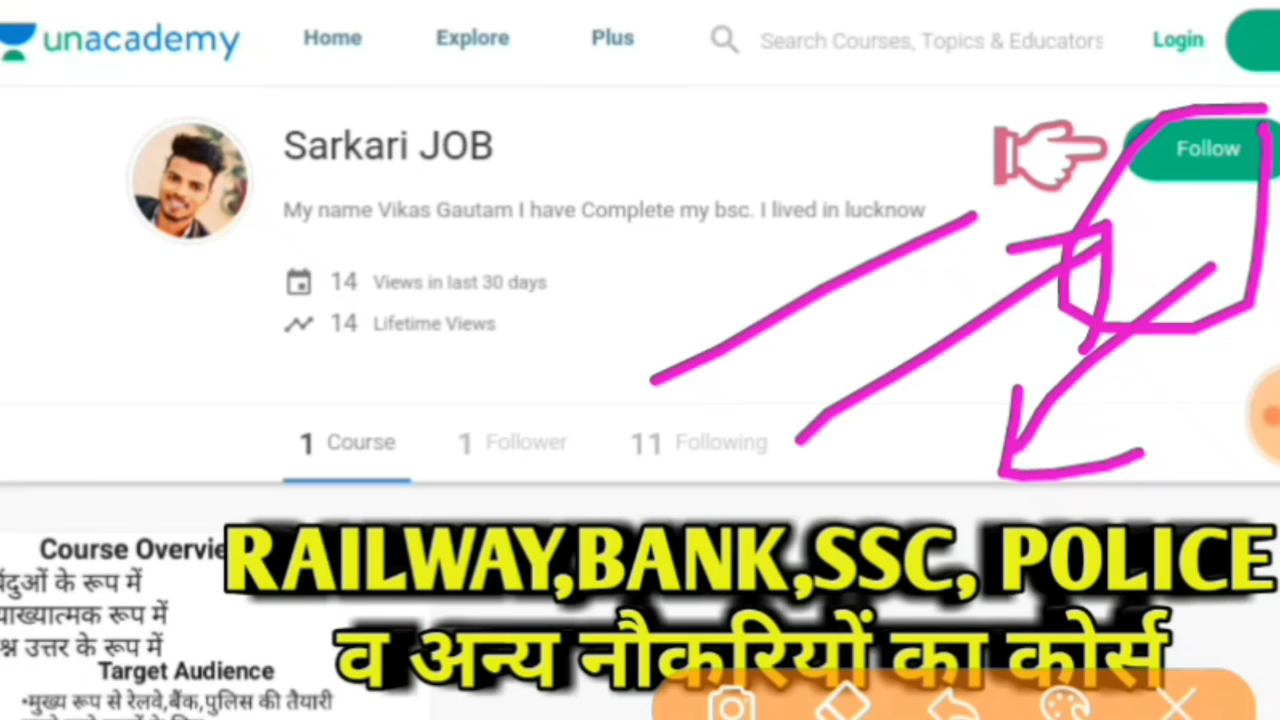 unacademy Home Explore Plus Search Courses, Topics & Educators Login
Sarkari JOB
Follow
My name Vikas Gautam I have Complete my bsc. I lived in lucknow
14 Views in last 30 days
14 Lifetime Views
1 Course 1 Follower 11 Following
RAILWAY,BANK,SSC, POLICE
व अन्य नौकरियों का कोर्स
Course
के रूप में
रूप में
उत्तर के रूप में
Target Audience
•मुख्य रूप से रेलवे,बैंक,पुलिस की तैयारी